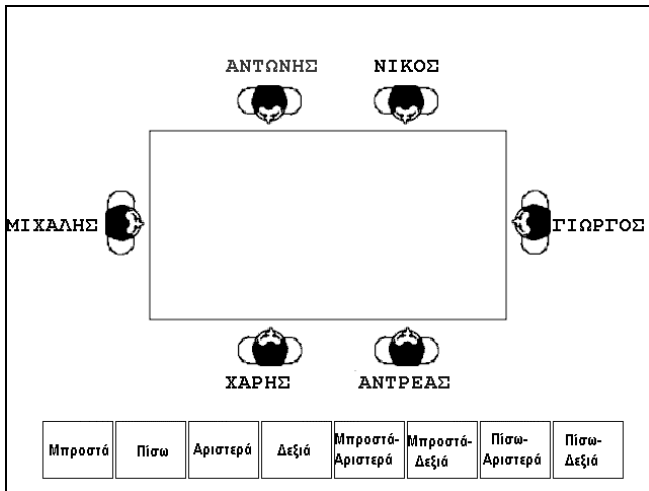 ΑΝΤΩΝΗΣ ΝΙΚΟΣ
ΜΙΧΑΛΗΣ ΓΙΩΡΓΟΣ
ΧΑΡΗΣ ΑΝΤΡΕΑΣ
Μπροστά Πίσω Αριστερά Δεξιά Μπροστά-Αριστερά Μπροστά-Δεξιά Πίσω-Αριστερά Πίσω-Δεξιά